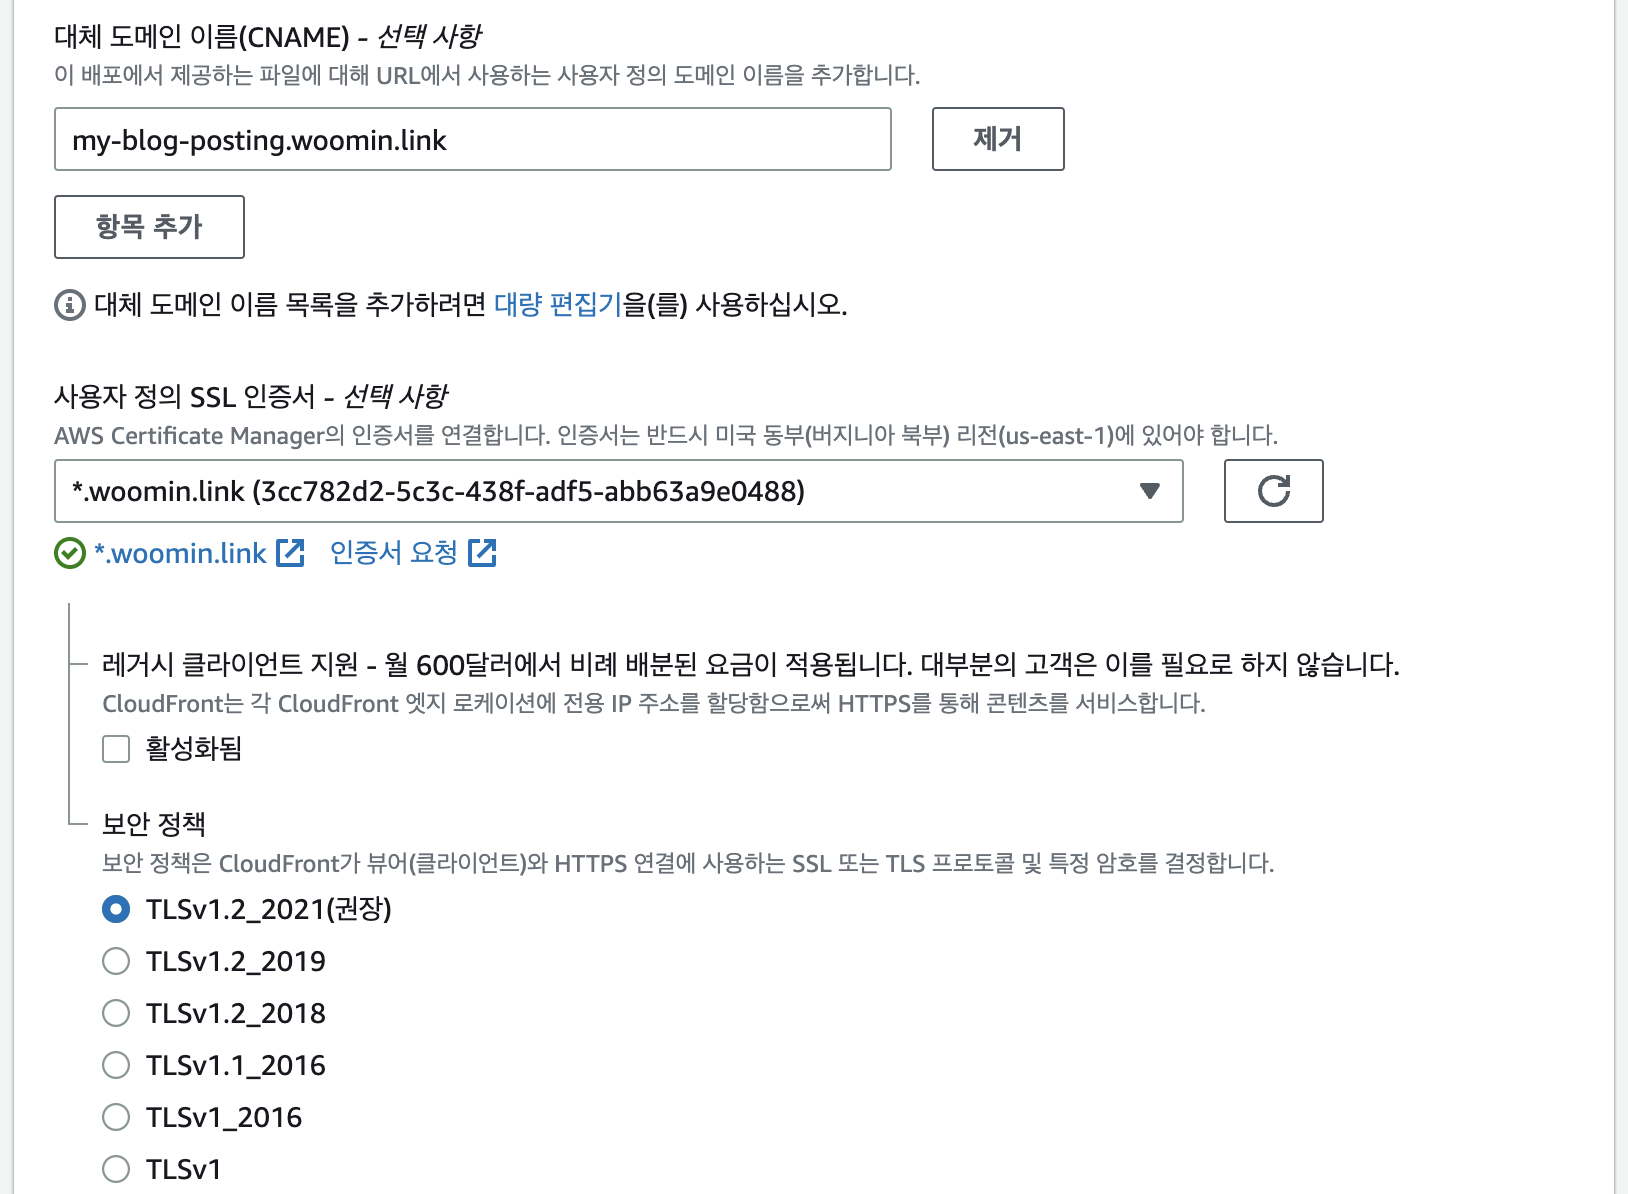 대체 도메인 이름(CNAME) - 선택 사항
이 배포에서 제공하는 파일에 대해 URL에서 사용하는 사용자 정의 도메인 이름을 추가합니다.
my-blog-posting.woomin.link
제거
항목 추가
대체 도메인 이름 목록을 추가하려면 대량 편집기을(를) 사용하십시오.
사용자 정의 SSL 인증서 - 선택 사항
AWS Certificate Manager의 인증서를 연결합니다. 인증서는 반드시 미국 동부(버지니아 북부) 리전(us-east-1)에 있어야 합니다.
*.woomin.link (3cc782d2-5c3c-438f-adf5-abb63a9e0488)
*.woomin.link 인증서 요청
레거시 클라이언트 지원 - 월 600달러에서 비례 배분된 요금이 적용됩니다. 대부분의 고객은 이를 필요로 하지 않습니다.
CloudFront는 각 CloudFront 엣지 로케이션에 전용 IP 주소를 할당함으로써 HTTPS를 통해 콘텐츠를 서비스합니다.
활성화됨
보안 정책
보안 정책은 CloudFront가 뷰어(클라이언트)와 HTTPS 연결에 사용하는 SSL 또는 TLS 프로토콜 및 특정 암호를 결정합니다.
TLSv1.2_2021(권장)
TLSv1.2_2019
TLSv1.2_2018
TLSv1.1_2016
TLSv1_2016
TLSv1